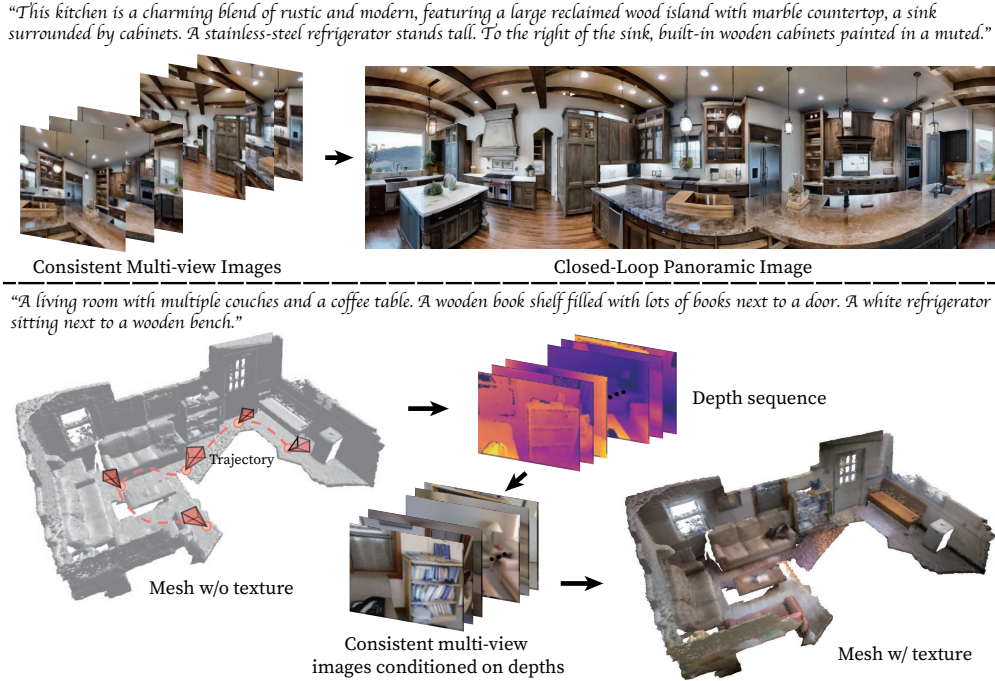 “This kitchen is a charming blend of rustic and modern, featuring a large reclaimed wood island with marble countertop, a sink
surrounded by cabinets. A stainless-steel refrigerator stands tall. To the right of the sink, built-in wooden cabinets painted in a muted.”
Consistent Multi-view Images
Closed-Loop Panoramic Image
“A living room with multiple couches and a coffee table. A wooden book shelf filled with lots of books next to a door. A white refrigerator
sitting next to a wooden bench.”
Depth sequence
Trajectory
Mesh w/o texture
Consistent multi-view
images conditioned on depths
Mesh w/ texture